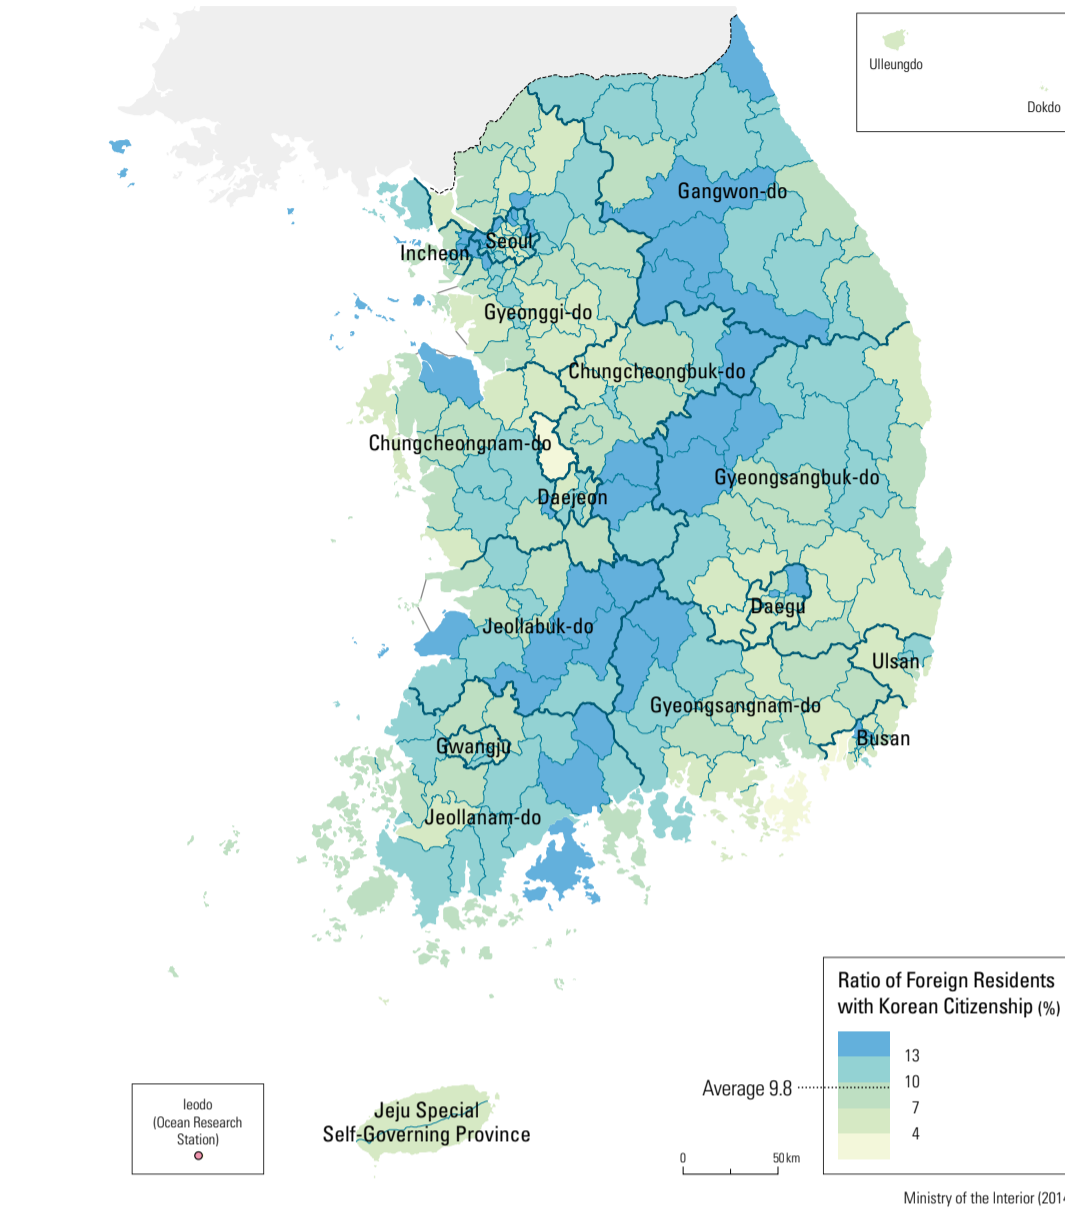 Ulleungdo
Dokdo
Gangwon-do
Seoul
Incheon
Gyeonggi-do
Chungcheongbuk-do
Chungcheongnam-do
Gyeongsangbuk-do
Daejeon
Daegu
Jeollabuk-do
Ulsan
Gyeongsangnam-do
Busan
Gwangju
Jeollanam-do
Ratio of Foreign Residents
with Korean Citizenship (%)
13
10
Average 9.8
7
4
Ieodo
(Ocean Research
Station)
Jeju Special
Self-Governing Province
0 50 km
Ministry of the Interior (2014